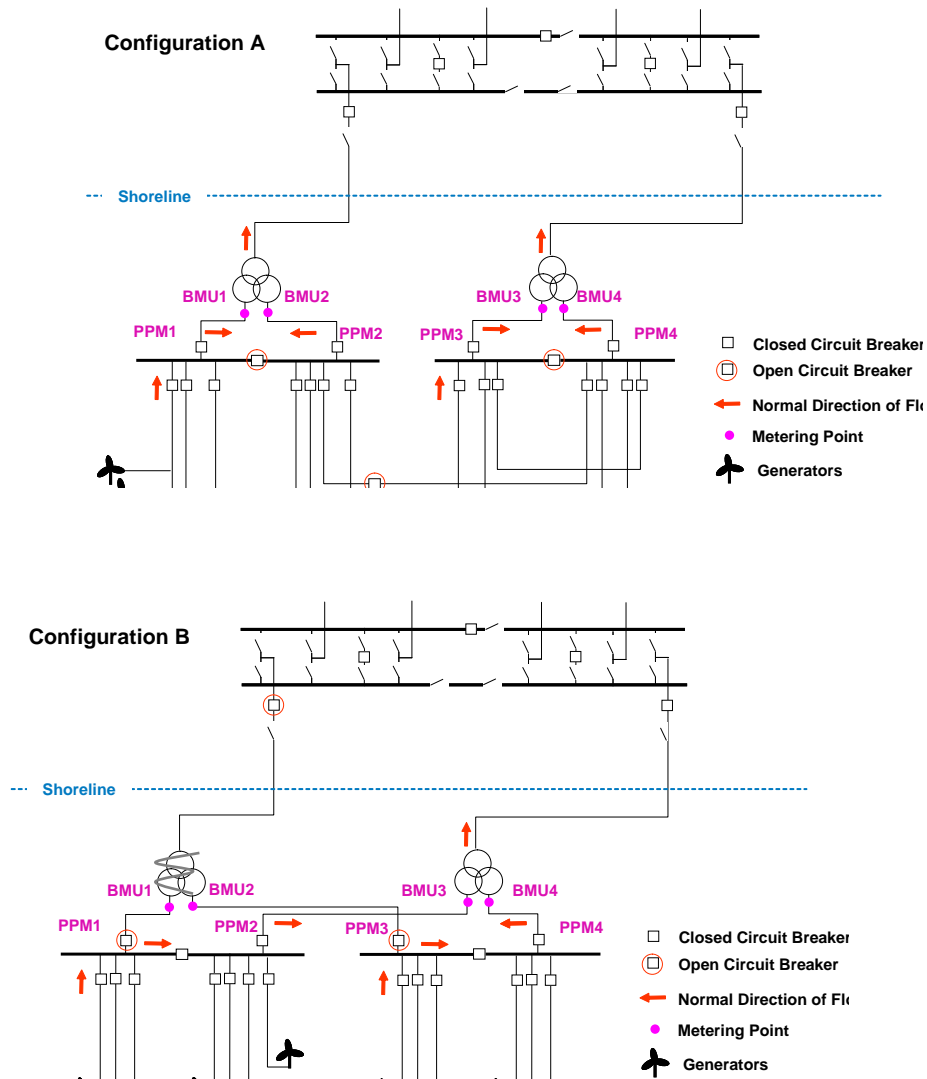 Configuration A
Shoreline
BMU1 BMU2
BMU3 BMU4
PPM1 PPM2 PPM3 PPM4
Closed Circuit Breaker
Open Circuit Breaker
Normal Direction of
Metering Point
Generators
Configuration B
Shoreline
BMU1 BMU2
BMU3 BMU4
PPM1 PPM2 PPM3 PPM4
Closed Circuit Breaker
Open Circuit Breaker
Normal Direction of
Metering Point
Generators